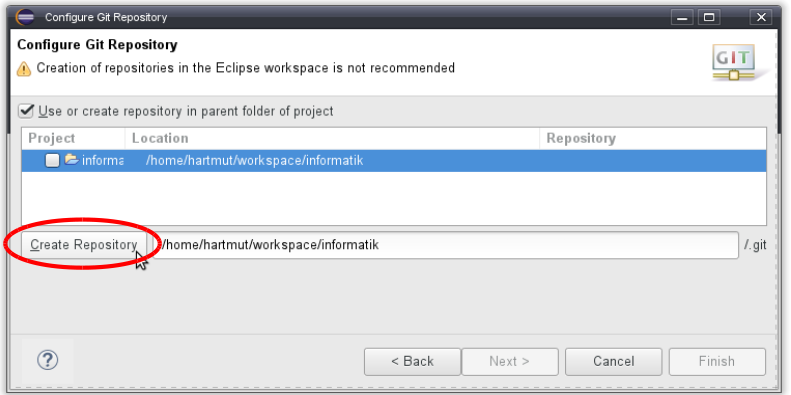 Configure Git Repository
Configure Git Repository
Creation of repositories in the Eclipse workspace is not recommended
GIT
Use or create repository in parent folder of project
Project Location Repository
informa /home/hartmut/workspace/informatik
Create Repository /home/hartmut/workspace/informatik /.git
? < Back Next > Cancel Finish